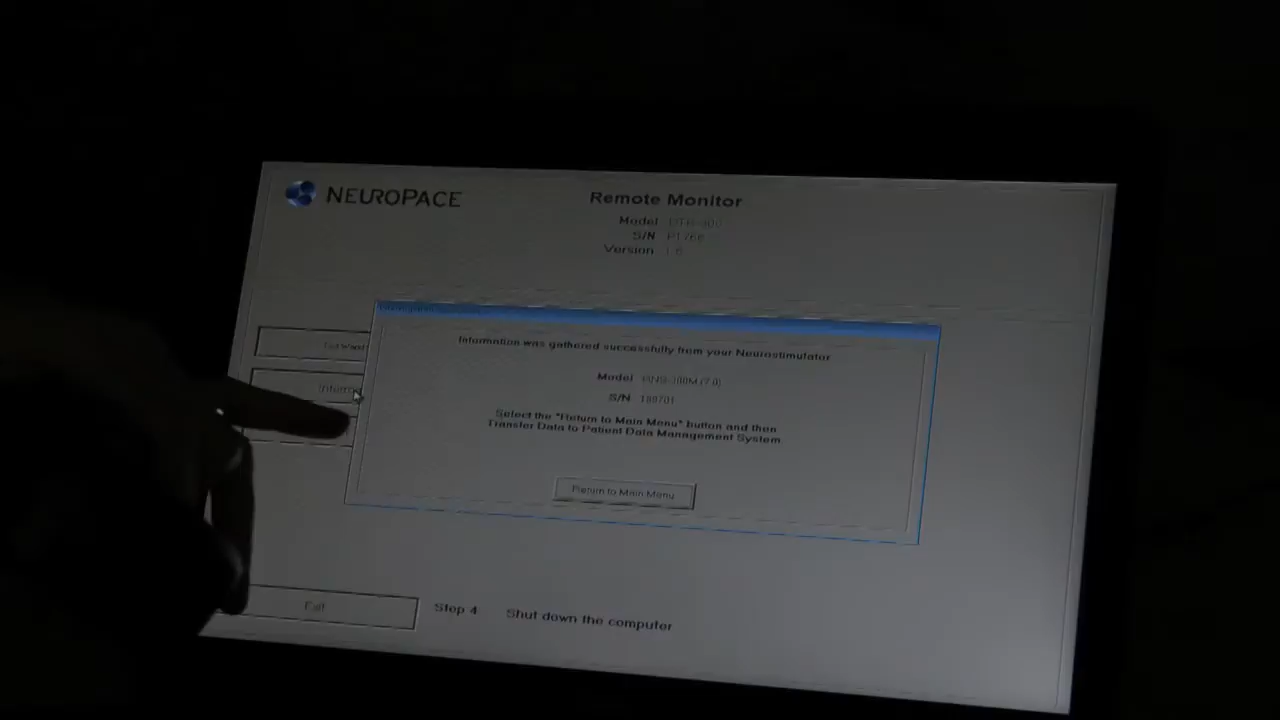 NEUROPACE
Remote Monitor
Model
S/N
Version
Information was gathered successfully from your Neurostimulator
Model
S/N
Select the "Return to Main Menu" button and then
Transfer Data to Patient Data Management System.
Return to Main Menu
Exit
Step 4 Shut down the computer